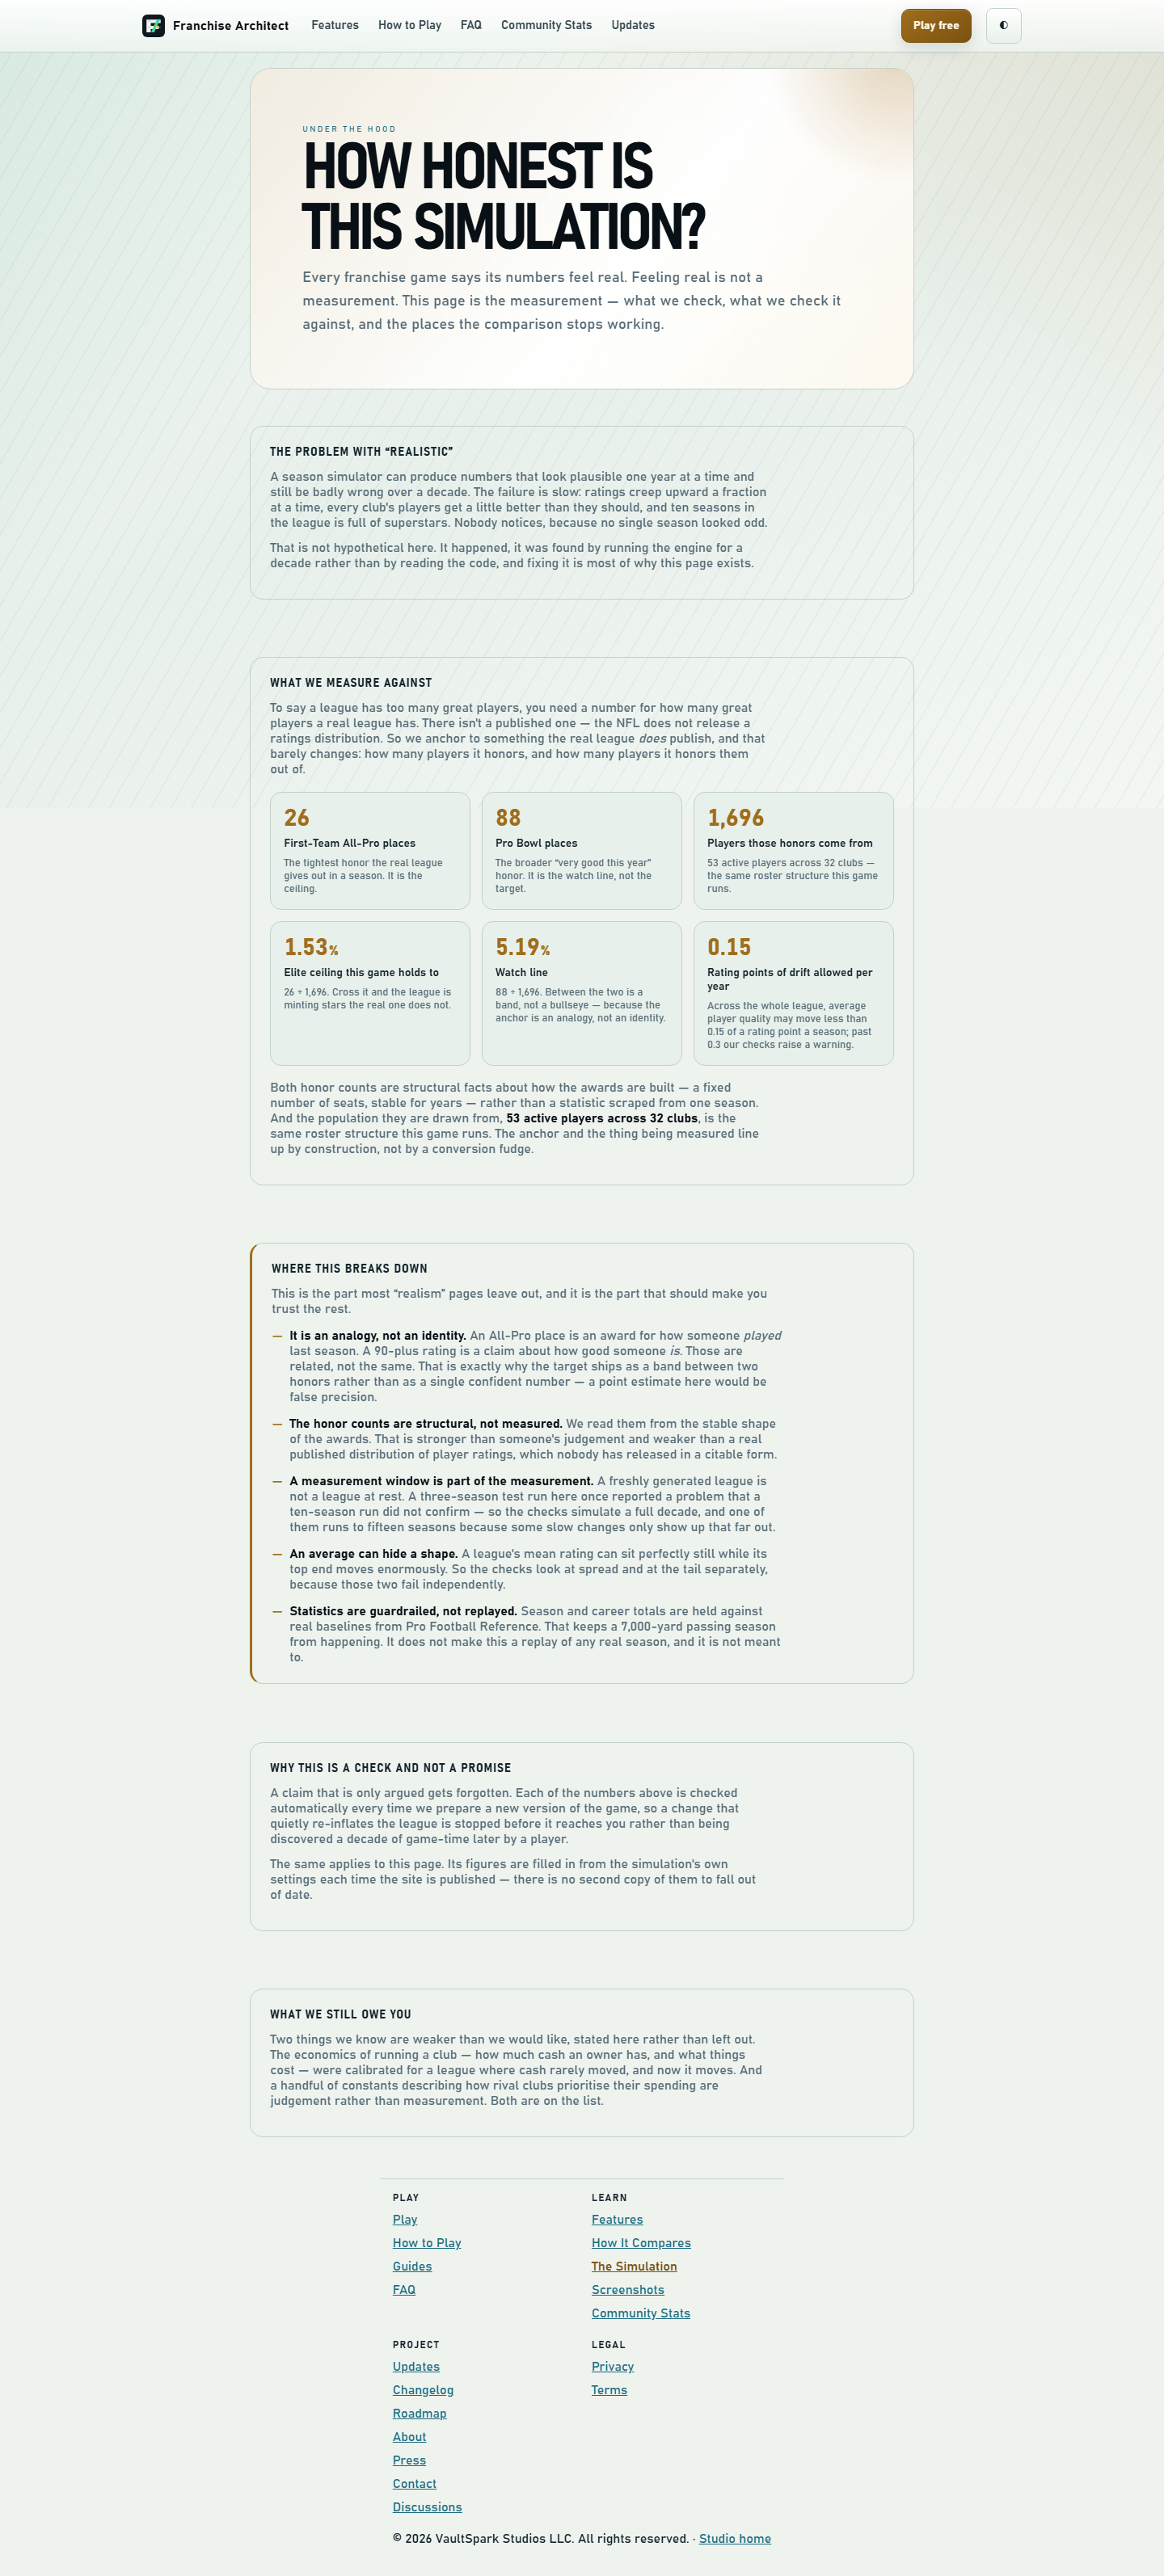 Franchise Architect
Features
How to Play
FAQ
Community Stats
Updates
Play free
UNDER THE HOOD
HOW HONEST IS
THIS SIMULATION?
Every franchise game says its numbers feel real. Feeling real is not a
measurement. This page is the measurement — what we check, what we check it
against, and the places the comparison stops working.
THE PROBLEM WITH “REALISTIC”
A season simulator can produce numbers that look plausible one year at a time and
still be badly wrong over a decade. The failure is slow: ratings creep upward a fraction
at a time, every club's players get a little better than they should, and ten seasons in
the league is full of superstars. Nobody notices, because no single season looked odd.
That is not hypothetical here. It happened, it was found by running the engine for a
decade rather than by reading the code, and fixing it is most of why this page exists.
WHAT WE MEASURE AGAINST
To say a league has too many great players, you need a number for how many great
players a real league has. There isn't a published one — the NFL does not release a
ratings distribution. So we anchor to something the real league does publish, and that
barely changes: how many players it honors, and how many players it honors them
out of.
26
First-Team All-Pro places
The tightest honor the real league
gives out in a season. It is the
ceiling.
88
Pro Bowl places
The broader “very good this year”
honor. It is the watch line, not the
target.
1,696
Players those honors come from
53 active players across 32 clubs —
the same roster structure this game
runs.
1.53%
Elite ceiling this game holds to
26 ÷ 1,696. Cross it and the league is
minting stars the real one does not.
5.19%
Watch line
88 ÷ 1,696. Between the two is a
band, not a bullseye — because the
anchor is an analogy, not an identity.
0.15
Rating points of drift allowed per
year
Across the whole league, average
player quality may move less than
0.15 of a rating point a season; past
0.3 our checks raise a warning.
Both honor counts are structural facts about how the awards are built — a fixed
number of seats, stable for years — rather than a statistic scraped from one season.
And the population they are drawn from, 53 active players across 32 clubs, is the
same roster structure this game runs. The anchor and the thing being measured line
up by construction, not by a conversion fudge.
WHERE THIS BREAKS DOWN
This is the part most “realism” pages leave out, and it is the part that should make you
trust the rest.
— It is an analogy, not an identity. An All-Pro place is an award for how someone played
last season. A 90-plus rating is a claim about how good someone is. Those are
related, not the same. That is exactly why the target ships as a band between two
honors rather than as a single confident number — a point estimate here would be
false precision.
— The honor counts are structural, not measured. We read them from the stable shape
of the awards. That is stronger than someone's judgement and weaker than a real
published distribution of player ratings, which nobody has released in a citable form.
— A measurement window is part of the measurement. A freshly generated league is
not a league at rest. A three-season test run here once reported a problem that a
ten-season run did not confirm — so the checks simulate a full decade, and one of
them runs to fifteen seasons because some slow changes only show up that far out.
— An average can hide a shape. A league's mean rating can sit perfectly still while its
top end moves enormously. So the checks look at spread and at the tail separately,
because those two fail independently.
— Statistics are guardrailed, not replayed. Season and career totals are held against
real baselines from Pro Football Reference. That keeps a 7,000-yard passing season
from happening. It does not make this a replay of any real season, and it is not meant
to.
WHY THIS IS A CHECK AND NOT A PROMISE
A claim that is only argued gets forgotten. Each of the numbers above is checked
automatically every time we prepare a new version of the game, so a change that
quietly re-inflates the league is stopped before it reaches you rather than being
discovered a decade of game-time later by a player.
The same applies to this page. Its figures are filled in from the simulation's own
settings each time the site is published — there is no second copy of them to fall out
of date.
WHAT WE STILL OWE YOU
Two things we know are weaker than we would like, stated here rather than left out.
The economics of running a club — how much cash an owner has, and what things
cost — were calibrated for a league where cash rarely moved, and now it moves. And
a handful of constants describing how rival clubs prioritise their spending are
judgement rather than measurement. Both are on the list.
PLAY
Play
How to Play
Guides
FAQ
LEARN
Features
How It Compares
The Simulation
Screenshots
Community Stats
PROJECT
Updates
Changelog
Roadmap
About
Press
Contact
Discussions
LEGAL
Privacy
Terms
© 2026 VaultSpark Studios LLC. All rights reserved. · Studio home